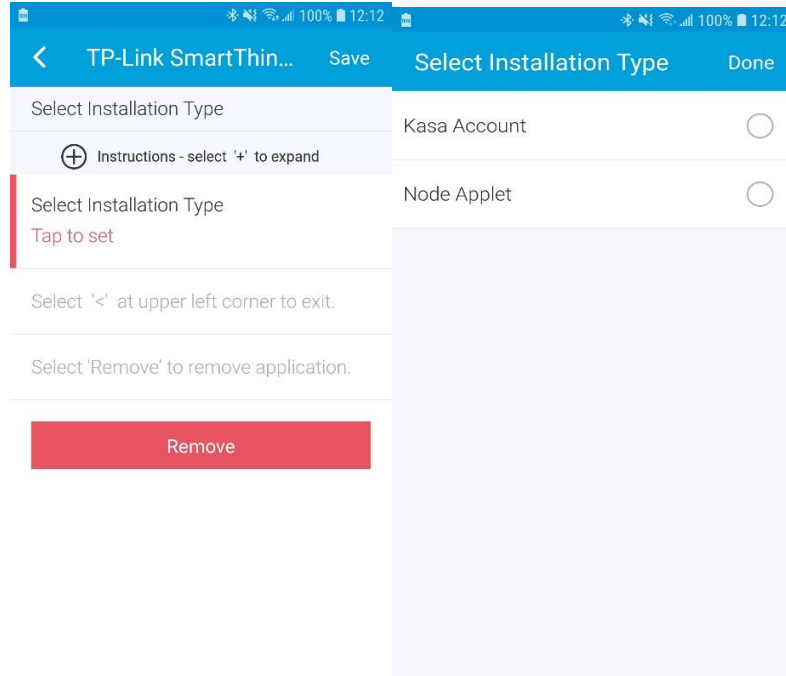 100% 12:12
TP-Link SmartThin... Save
Select Installation Type
Instructions - select '+' to expand
Select Installation Type
Tap to set
Select '<' at upper left corner to exit.
Select 'Remove' to remove application.
Remove
100% 12:12
Select Installation Type Done
Kasa Account
Node Applet